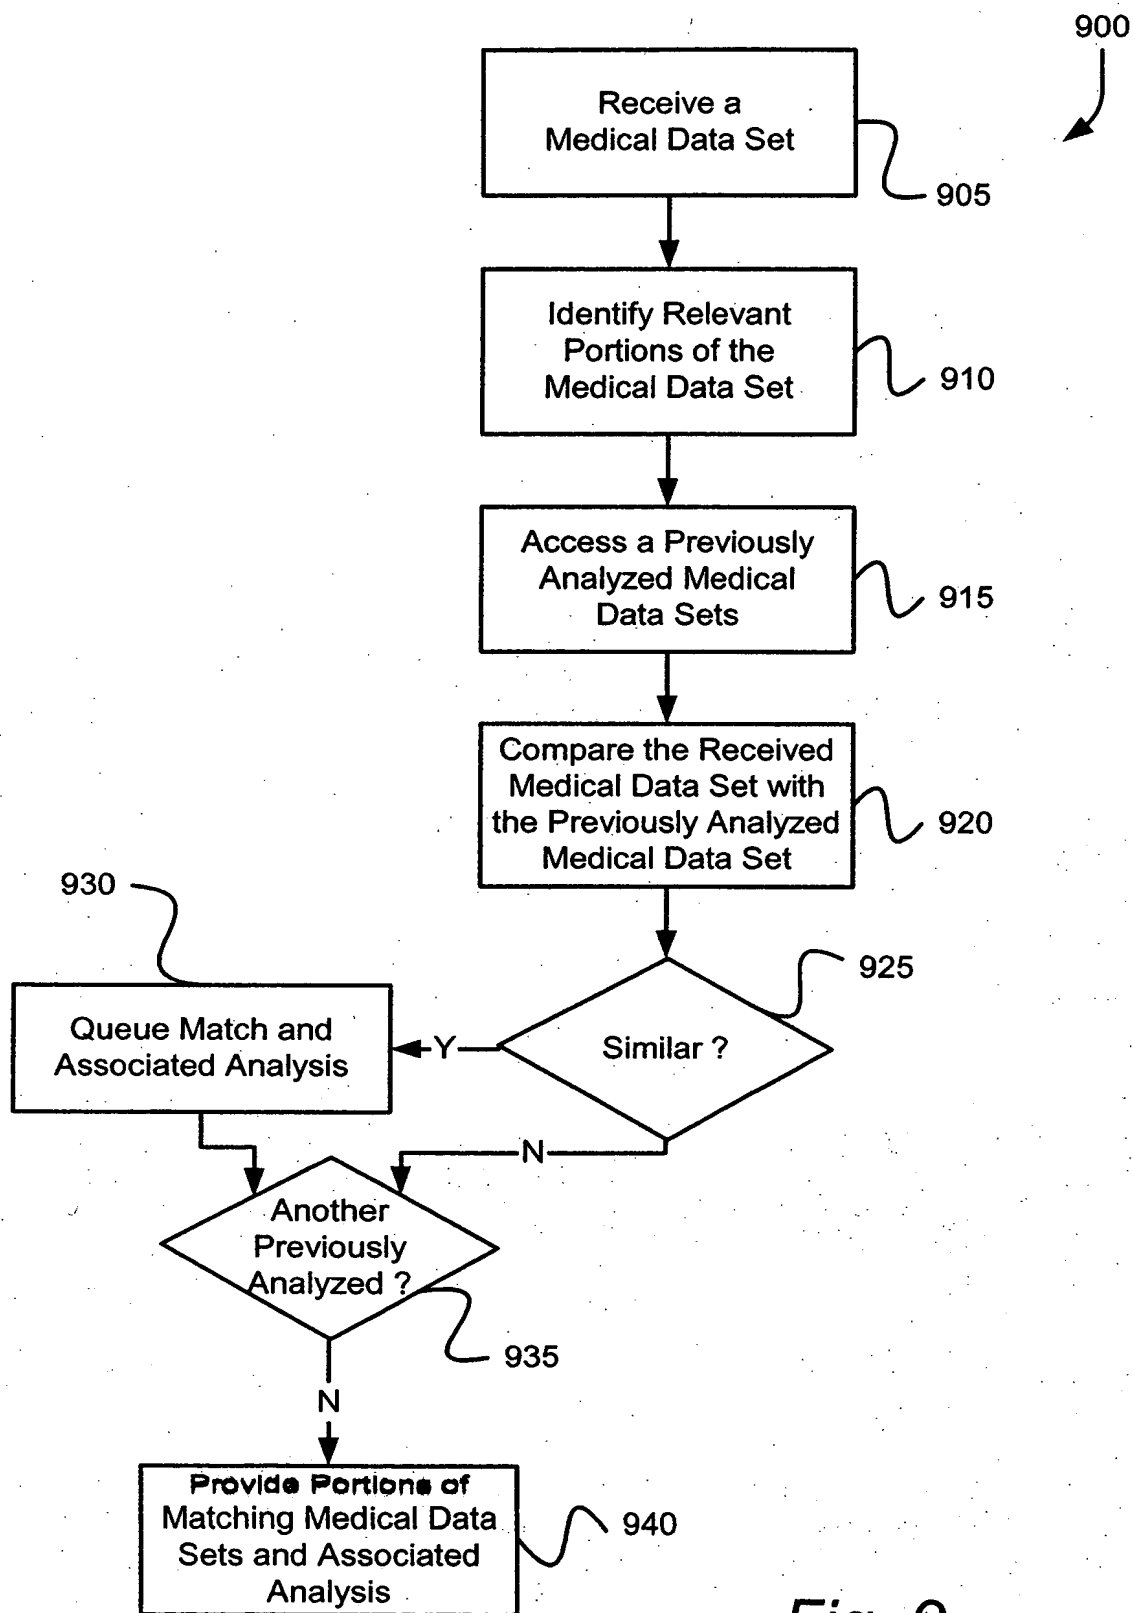 900
Receive a
Medical Data Set
905
Identify Relevant
Portions of the
Medical Data Set
910
Access a Previously
Analyzed Medical
Data Sets
915
Compare the Received
Medical Data Set with
the Previously Analyzed
Medical Data Set
920
930
925
Queue Match and
Associated Analysis
Y
Similar ?
N
Another
Previously
Analyzed ?
935
N
Provide Portions of
Matching Medical Data
Sets and Associated
Analysis
940
Fig. 9